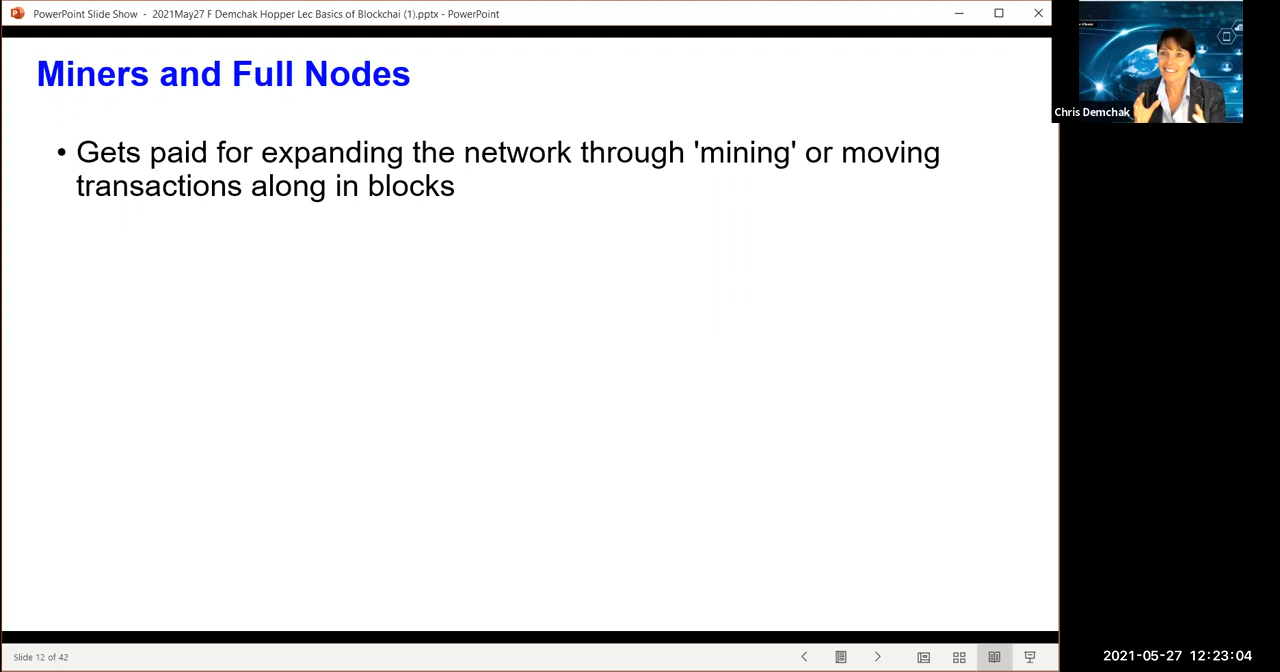 PowerPoint Slide Show - 2021May27 F Demchak Hopper Lec Basics of Blockchai (1).pptx - PowerPoint
Miners and Full Nodes
• Gets paid for expanding the network through 'mining' or moving
transactions along in blocks
Chris Demchak
Slide 12 of 42
2021-05-27 12:23:04